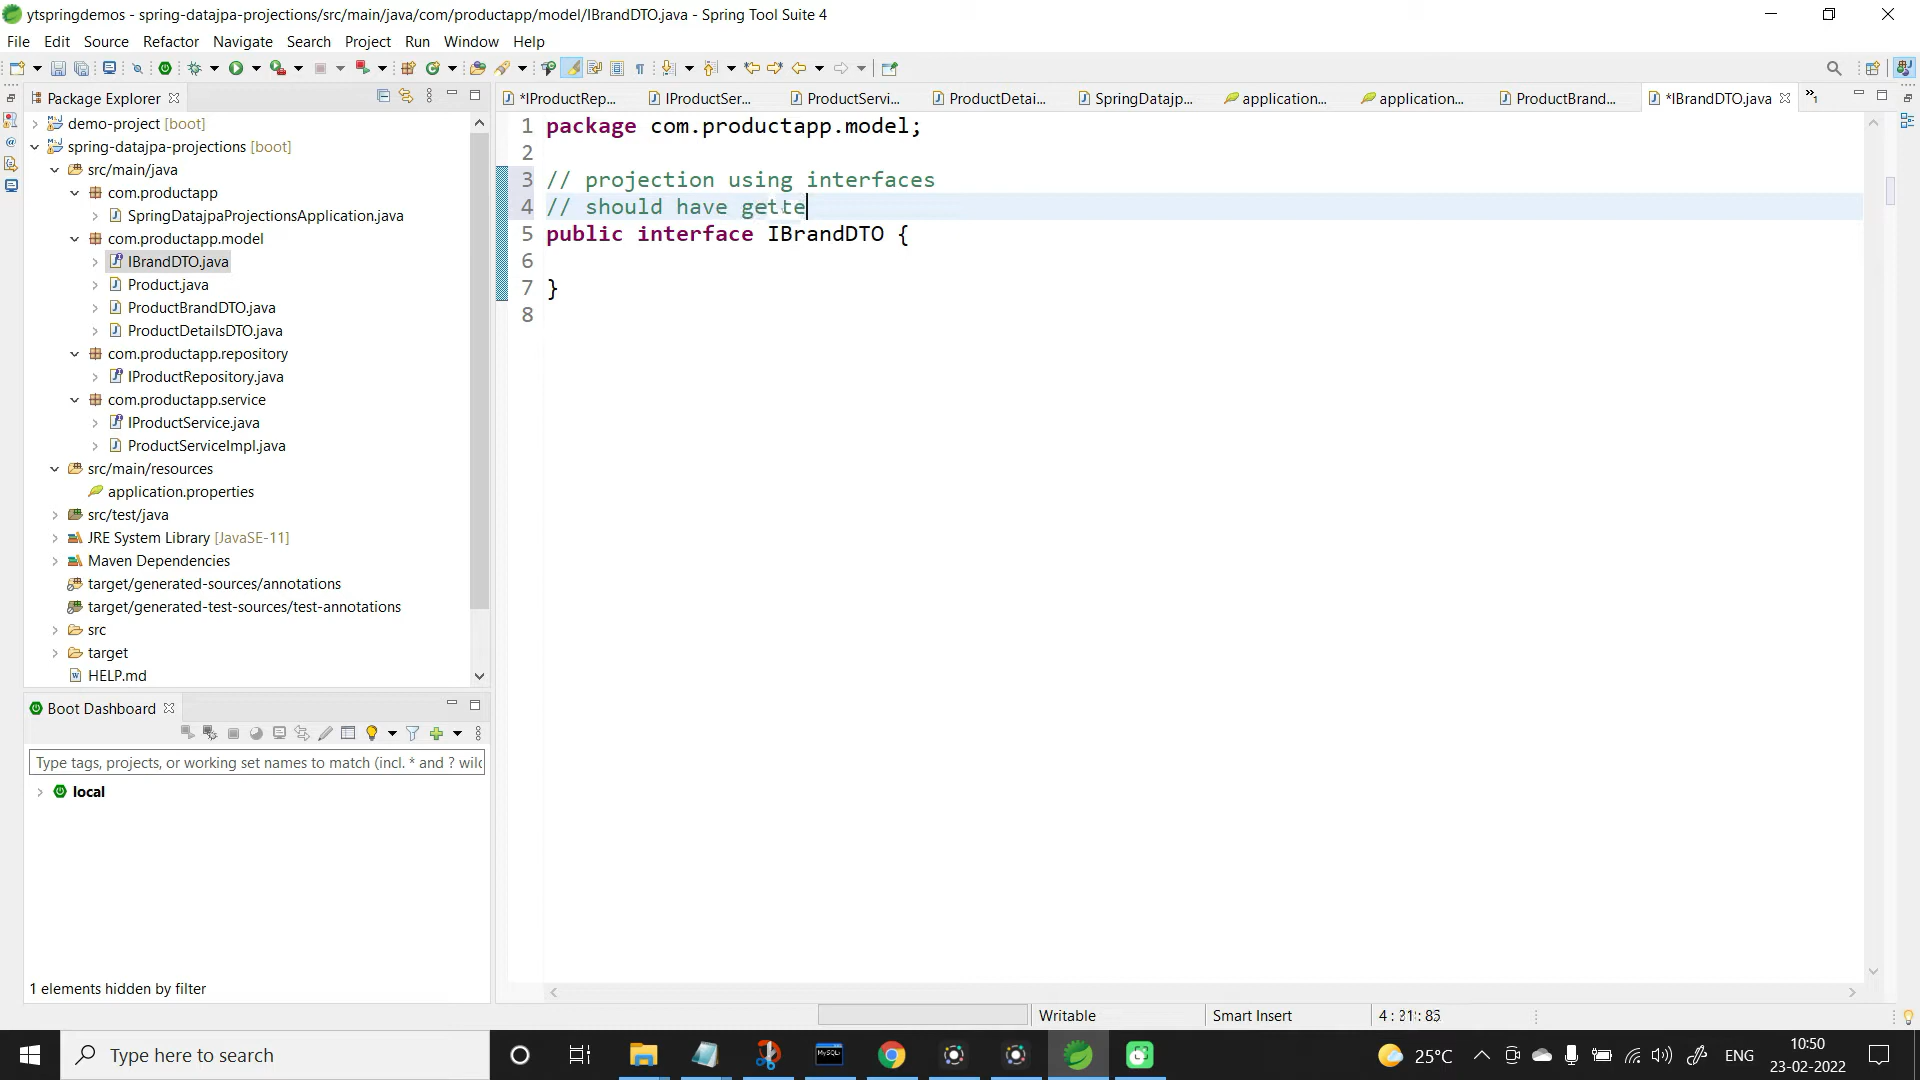 ytspringdemos - spring-datajpa-projections/src/main/java/com/productapp/model/IBrandDTO.java - Spring Tool Suite 4
File Edit Source Refactor Navigate Search Project Run Window Help
Package Explorer
*IProductRep... IProductSer... ProductServi... ProductDetai... SpringDatajp... application... application... ProductBrand... *IBrandDTO.java »1
demo-project [boot]
spring-datajpa-projections [boot]
src/main/java
com.productapp
SpringDatajpaProjectionsApplication.java
com.productapp.model
IBrandDTO.java
Product.java
ProductBrandDTO.java
ProductDetailsDTO.java
com.productapp.repository
IProductRepository.java
com.productapp.service
IProductService.java
ProductServiceImpl.java
src/main/resources
application.properties
src/test/java
JRE System Library [JavaSE-11]
Maven Dependencies
target/generated-sources/annotations
target/generated-test-sources/test-annotations
src
target
HELP.md
1 package com.productapp.model;
2
3 // projection using interfaces
4 // should have gette
5 public interface IBrandDTO {
6
7 }
8
Boot Dashboard
Type tags, projects, or working set names to match (incl. * and ? wil
local
1 elements hidden by filter
Writable Smart Insert
Type here to search
MySQL
25°C
ENG
10:50
23-02-2022